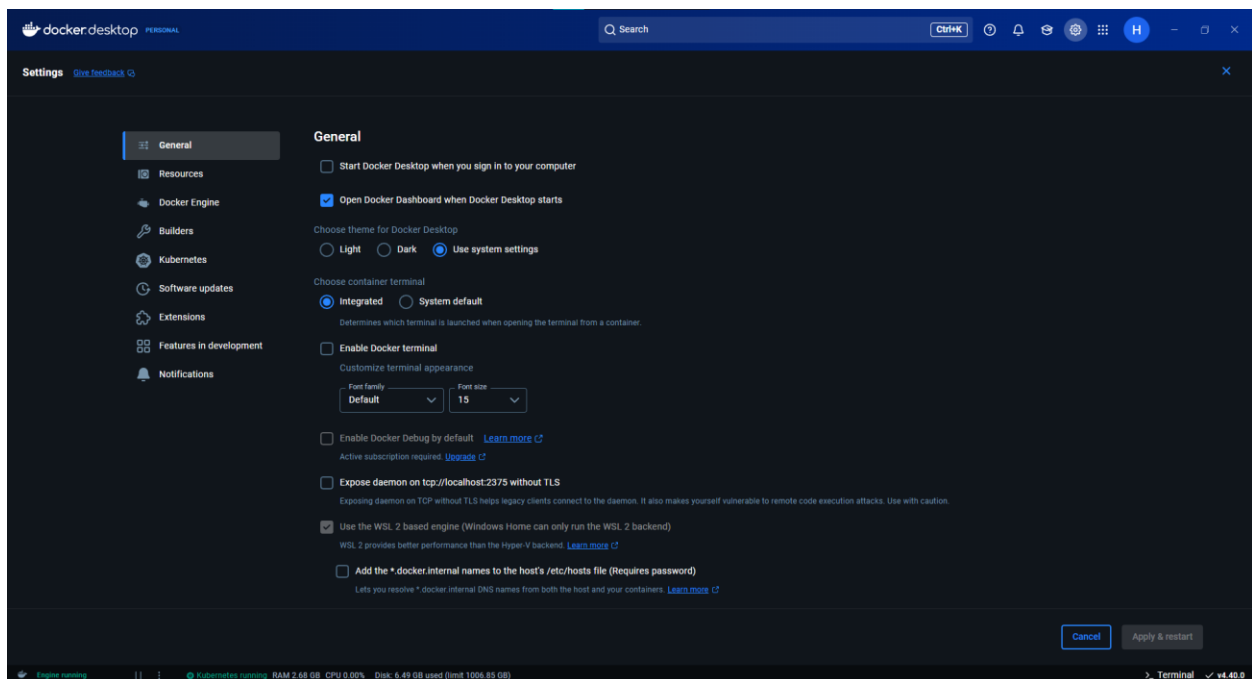 docker.desktop PERSONAL Search Ctrl+K H
Settings Give feedback
General
Resources
Docker Engine
Builders
Kubernetes
Software updates
Extensions
Features in development
Notifications
General
Start Docker Desktop when you sign in to your computer
Open Docker Dashboard when Docker Desktop starts
Choose theme for Docker Desktop
Light Dark Use system settings
Choose container terminal
Integrated System default
Determines which terminal is launched when opening the terminal from a container.
Enable Docker terminal
Customize terminal appearance
Font family Font size
Default 15
Enable Docker Debug by default Learn more
Active subscription required. Upgrade
Expose daemon on tcp://localhost:2375 without TLS
Exposing daemon on TCP without TLS helps legacy clients connect to the daemon. It also makes yourself vulnerable to remote code execution attacks. Use with caution.
Use the WSL 2 based engine (Windows Home can only run the WSL 2 backend)
WSL 2 provides better performance than the Hyper-V backend. Learn more
Add the *.docker.internal names to the host's /etc/hosts file (Requires password)
Lets you resolve *.docker.internal DNS names from both the host and your containers. Learn more
Cancel Apply & restart
Engine running Kubernetes running RAM 2.68 GB CPU 0.00% Disk: 6.49 GB used (limit 1006.85 GB) >_ Terminal v4.40.0